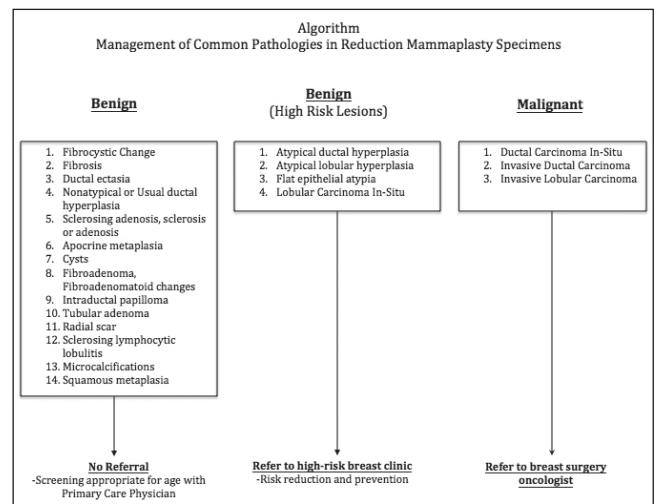 Algorithm
Management of Common Pathologies in Reduction Mammaplasty Specimens
Benign
1. Fibrocystic Change
2. Fibrosis
3. Ductal ectasia
4. Nonatypical or Usual ductal
hyperplasia
5. Sclerosing adenosis, sclerosis
or adenosis
6. Apocrine metaplasia
7. Cysts
8. Fibroadenoma,
Fibroadenomatoid changes
9. Intraductal papilloma
10. Tubular adenoma
11. Radial scar
12. Sclerosing lymphocytic
lobulitis
13. Microcalcifications
14. Squamous metaplasia
No Referral
-Screening appropriate for age with
Primary Care Physician
Benign
(High Risk Lesions)
1. Atypical ductal hyperplasia
2. Atypical lobular hyperplasia
3. Flat epithelial atypia
4. Lobular Carcinoma In-Situ
Refer to high-risk breast clinic
-Risk reduction and prevention
Malignant
1. Ductal Carcinoma In-Situ
2. Invasive Ductal Carcinoma
3. Invasive Lobular Carcinoma
Refer to breast surgery
oncologist